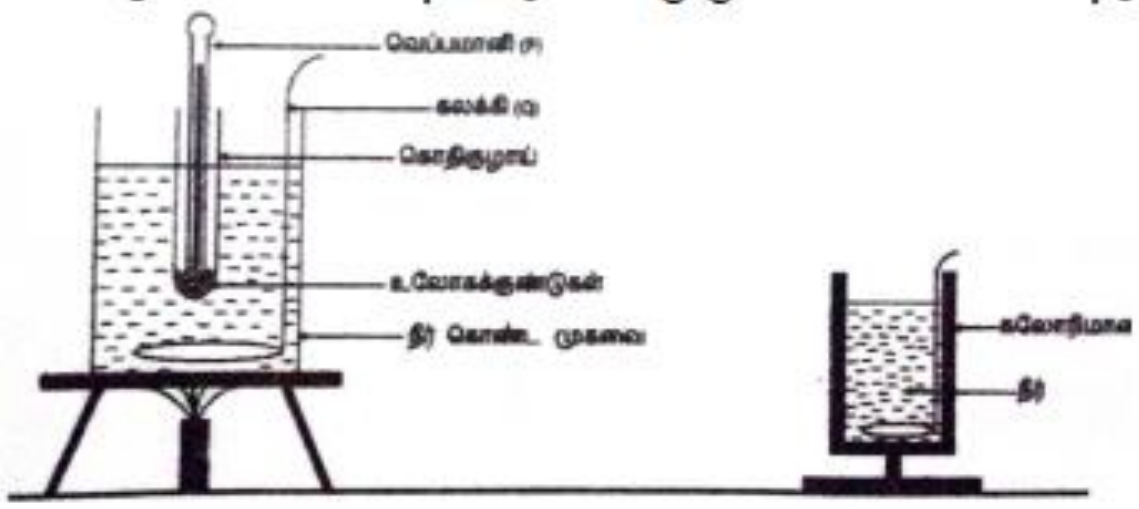 வெப்பமானி (P)
கலக்கி (Q)
கொதிகுழாய்
உலோகக்குண்டுகள்
நீர் கொண்ட முகவை
கலோரிமான
நீர்